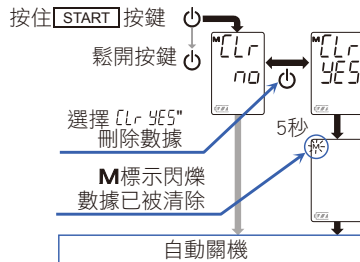 按住 START 按鍵
鬆開按鍵
M CLr no
M CLr YES
選擇 CLr YES"
刪除數據
5秒
M標示閃爍
數據已被清除
M
自動關機